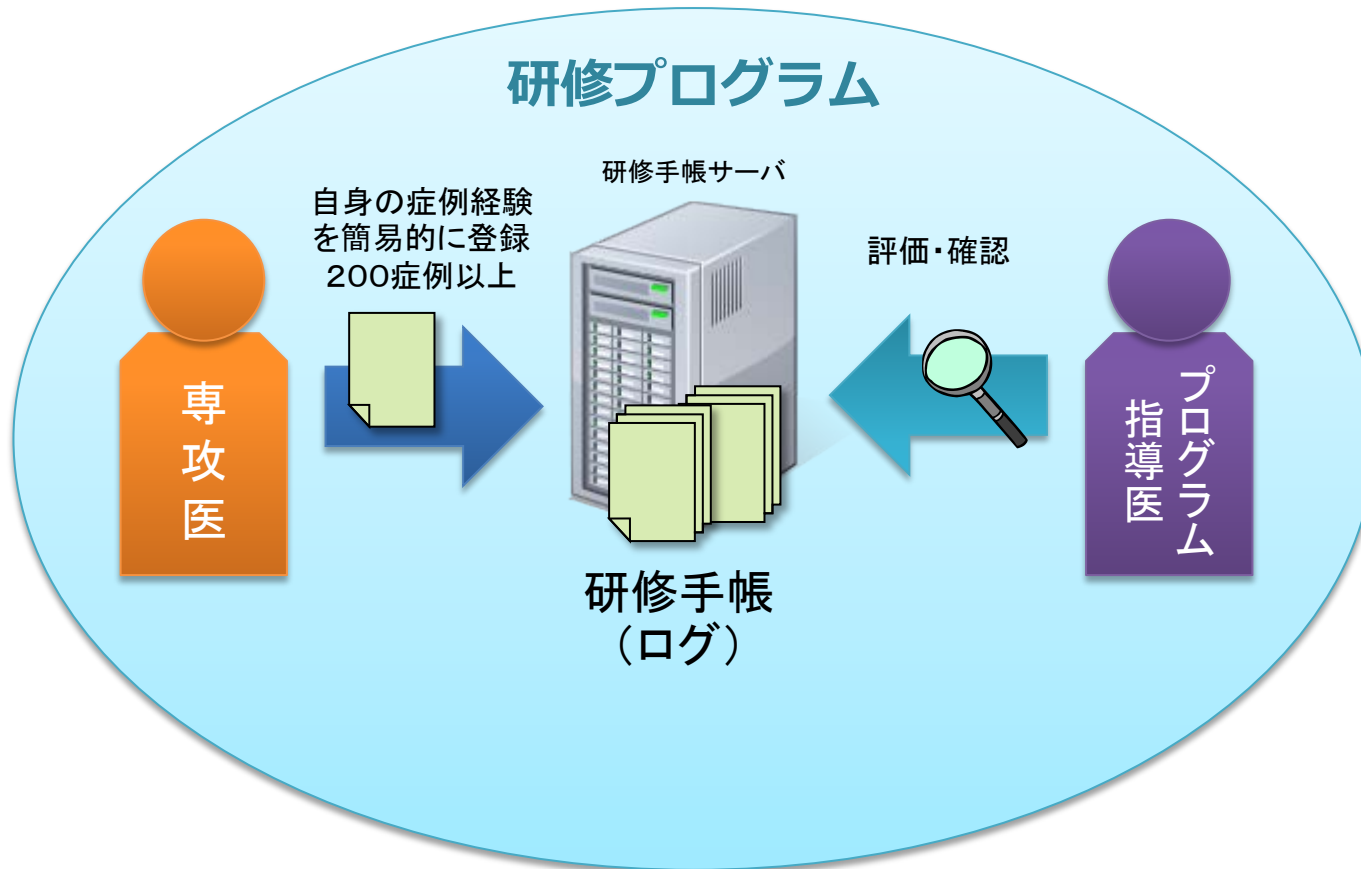 研修プログラム
研修手帳サーバ
自身の症例経験
を簡易的に登録
200症例以上
評価・確認
専攻医
プログラム
指導医
研修手帳
（ログ）